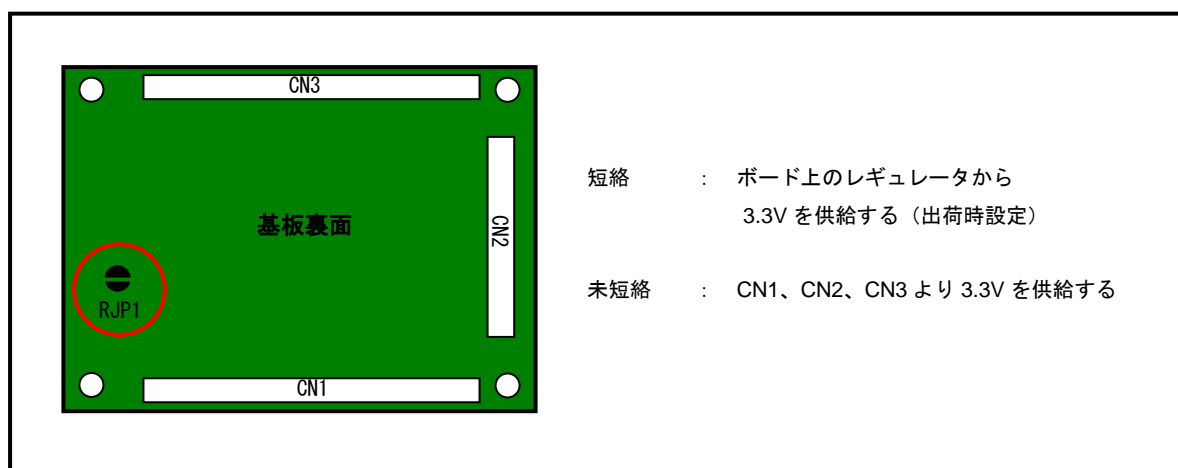 CN3
基板裏面
CN2
RJP1
CN1
短絡 : ボード上のレギュレータから
3.3V を供給する（出荷時設定）
未短絡 : CN1、CN2、CN3 より 3.3V を供給する